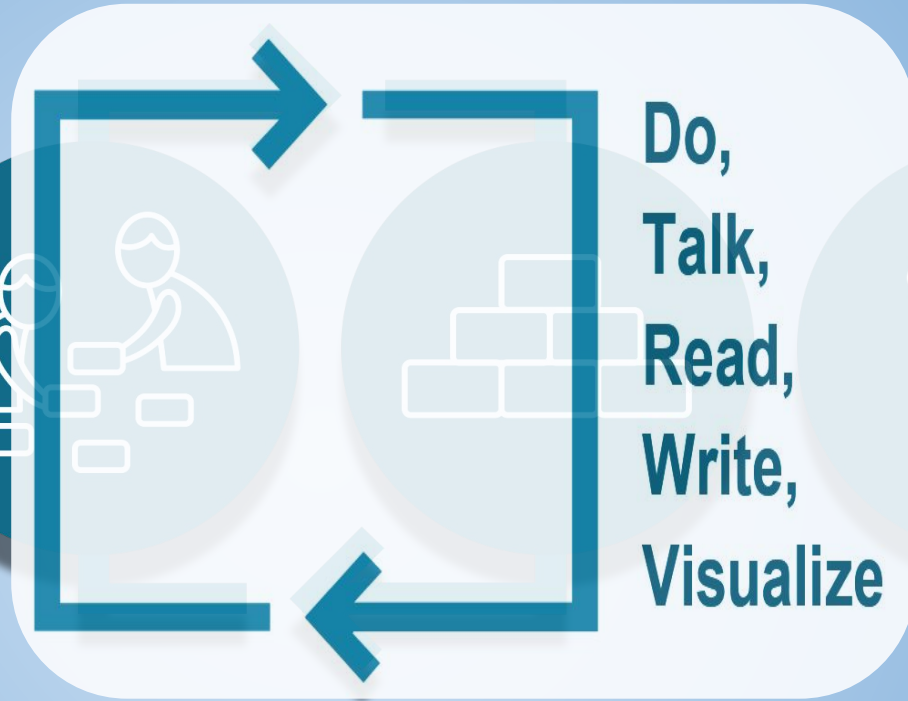 Do,
Talk,
Read,
Write,
Visualize